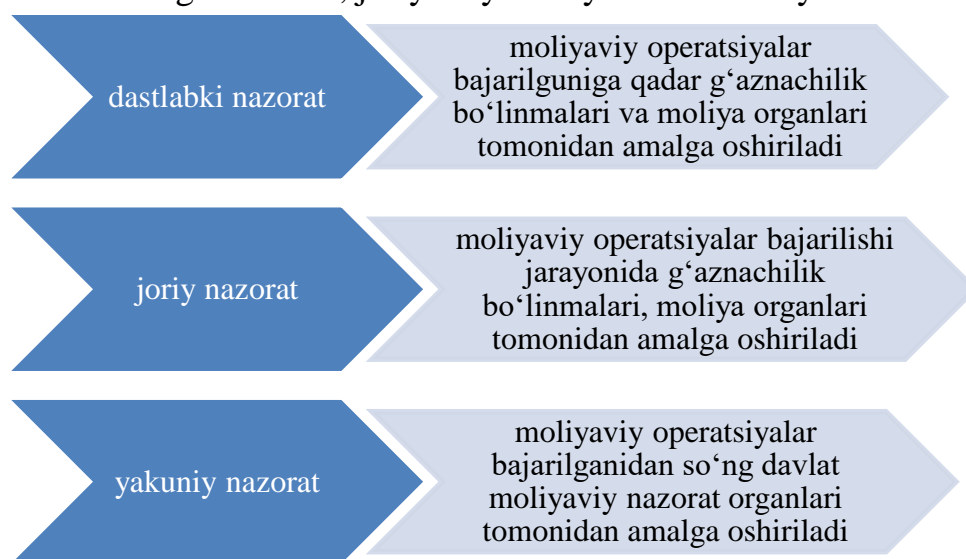 dastlabki nazorat
moliyaviy operatsiyalar
bajarilguniga qadar g‘aznachilik
bo‘linmalari va moliya organlari
tomonidan amalga oshiriladi
joriy nazorat
moliyaviy operatsiyalar bajarilishi
jarayonida g‘aznachilik
bo‘linmalari, moliya organlari
tomonidan amalga oshiriladi
yakuniy nazorat
moliyaviy operatsiyalar
bajarilganidan so‘ng davlat
moliyaviy nazorat organlari
tomonidan amalga oshiriladi